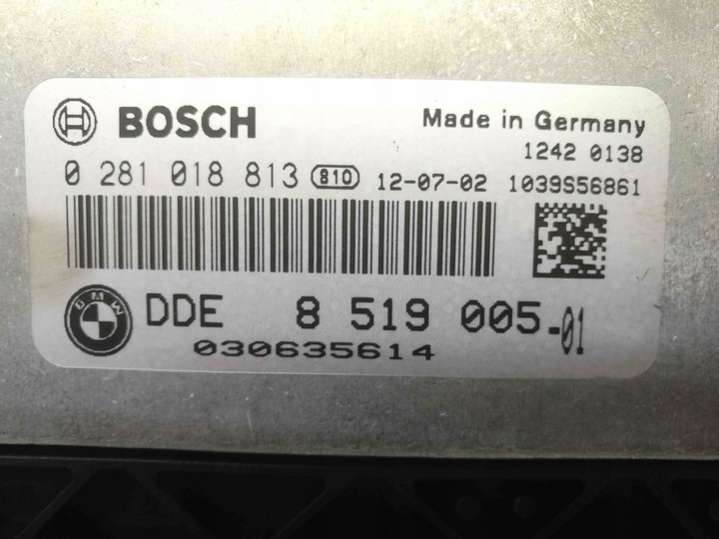 BOSCH
Made in Germany
1242 0138
0 281 018 813 810 12-07-02 1039S56861
BMW
DDE 8 519 005-01
030635614